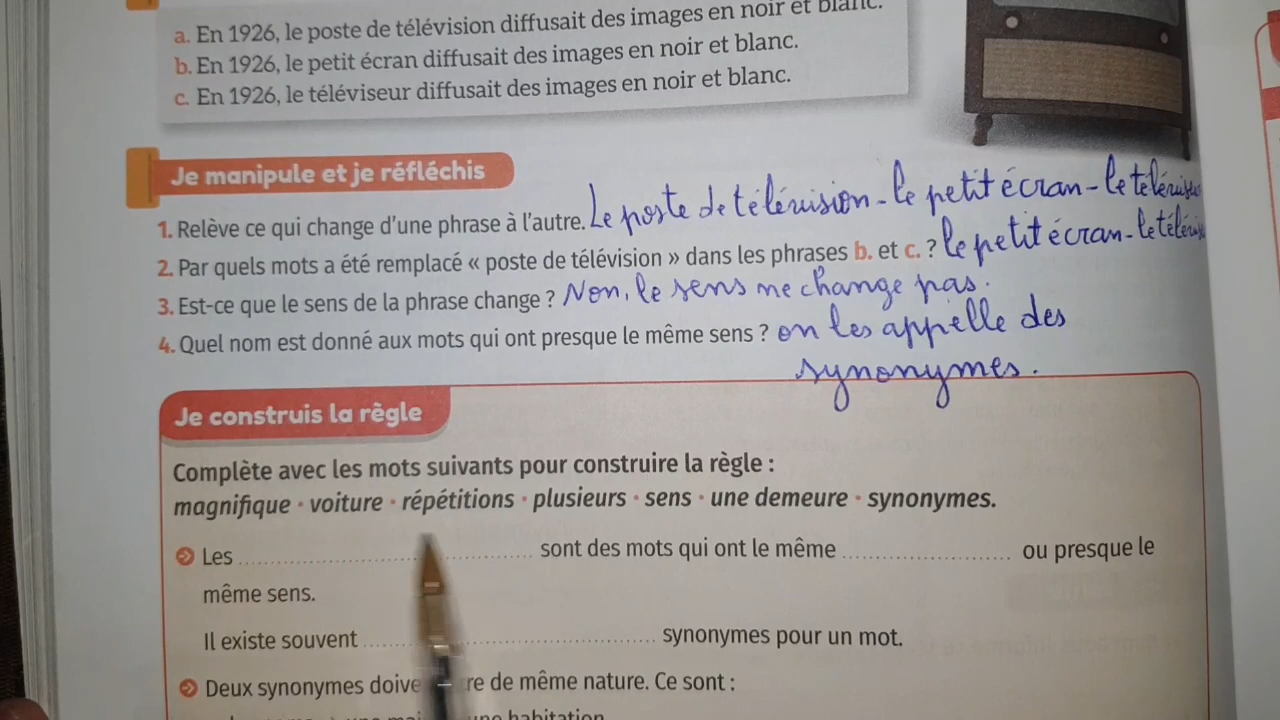 a. En 1926, le poste de télévision diffusait des images en noir et blanc.
b. En 1926, le petit écran diffusait des images en noir et blanc.
c. En 1926, le téléviseur diffusait des images en noir et blanc.
Je manipule et je réfléchis
1. Relève ce qui change d'une phrase à l'autre. Le poste de télévision - le petit écran - le
2. Par quels mots a été remplacé « poste de télévision » dans les phrases b. et c. ? le petit écran - le
3. Est-ce que le sens de la phrase change ? Non, le sens ne change pas.
4. Quel nom est donné aux mots qui ont presque le même sens ? on les appelle des
synonymes.
Je construis la règle
Complète avec les mots suivants pour construire la règle :
magnifique • voiture • répétitions • plusieurs • sens • une demeure • synonymes.
Les ........ sont des mots qui ont le même ........ ou presque le
même sens.
Il existe souvent ........ synonymes pour un mot.
Deux synonymes de même nature. Ce sont :
une habitation